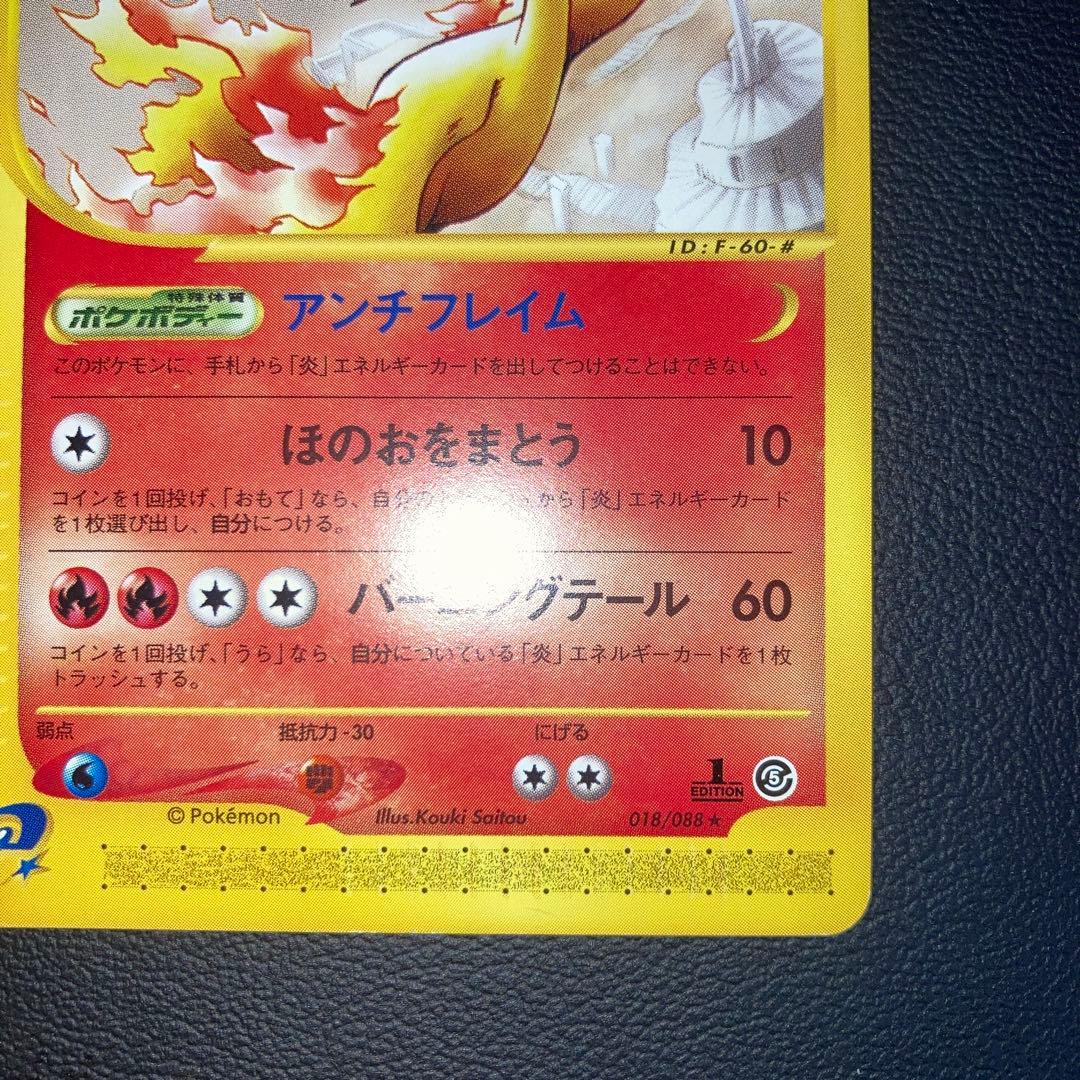 ID:F-60-#
特殊体質
ポケボディー アンチフレイム
このポケモンに、手札から「炎」エネルギーカードを出してつけることはできない。
ほのおをまとう 10
コインを1回投げ、「おもて」なら、自分の から「炎」エネルギーカード
を1枚選び出し、自分につける。
バーニングテール 60
コインを1回投げ、「うら」なら、自分についている「炎」エネルギーカードを1枚
トラッシュする。
弱点 抵抗力-30 にげる
1 EDITION 5
© Pokémon Illus.Kouki Saitou 018/088★